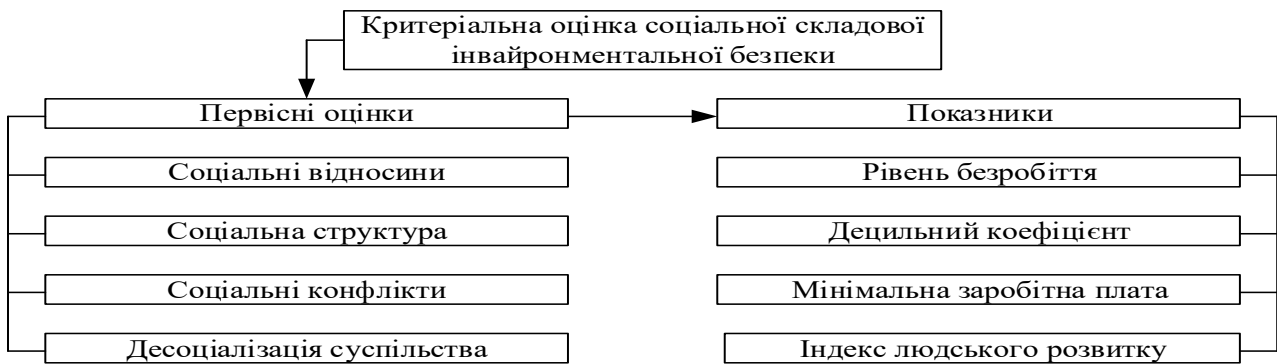 Критеріальна оцінка соціальної складової
інвайронментальної безпеки
Первісні оцінки
Показники
Соціальні відносини
Рівень безробіття
Соціальна структура
Децильний коефіцієнт
Соціальні конфлікти
Мінімальна заробітна плата
Десоціалізація суспільства
Індекс людського розвитку